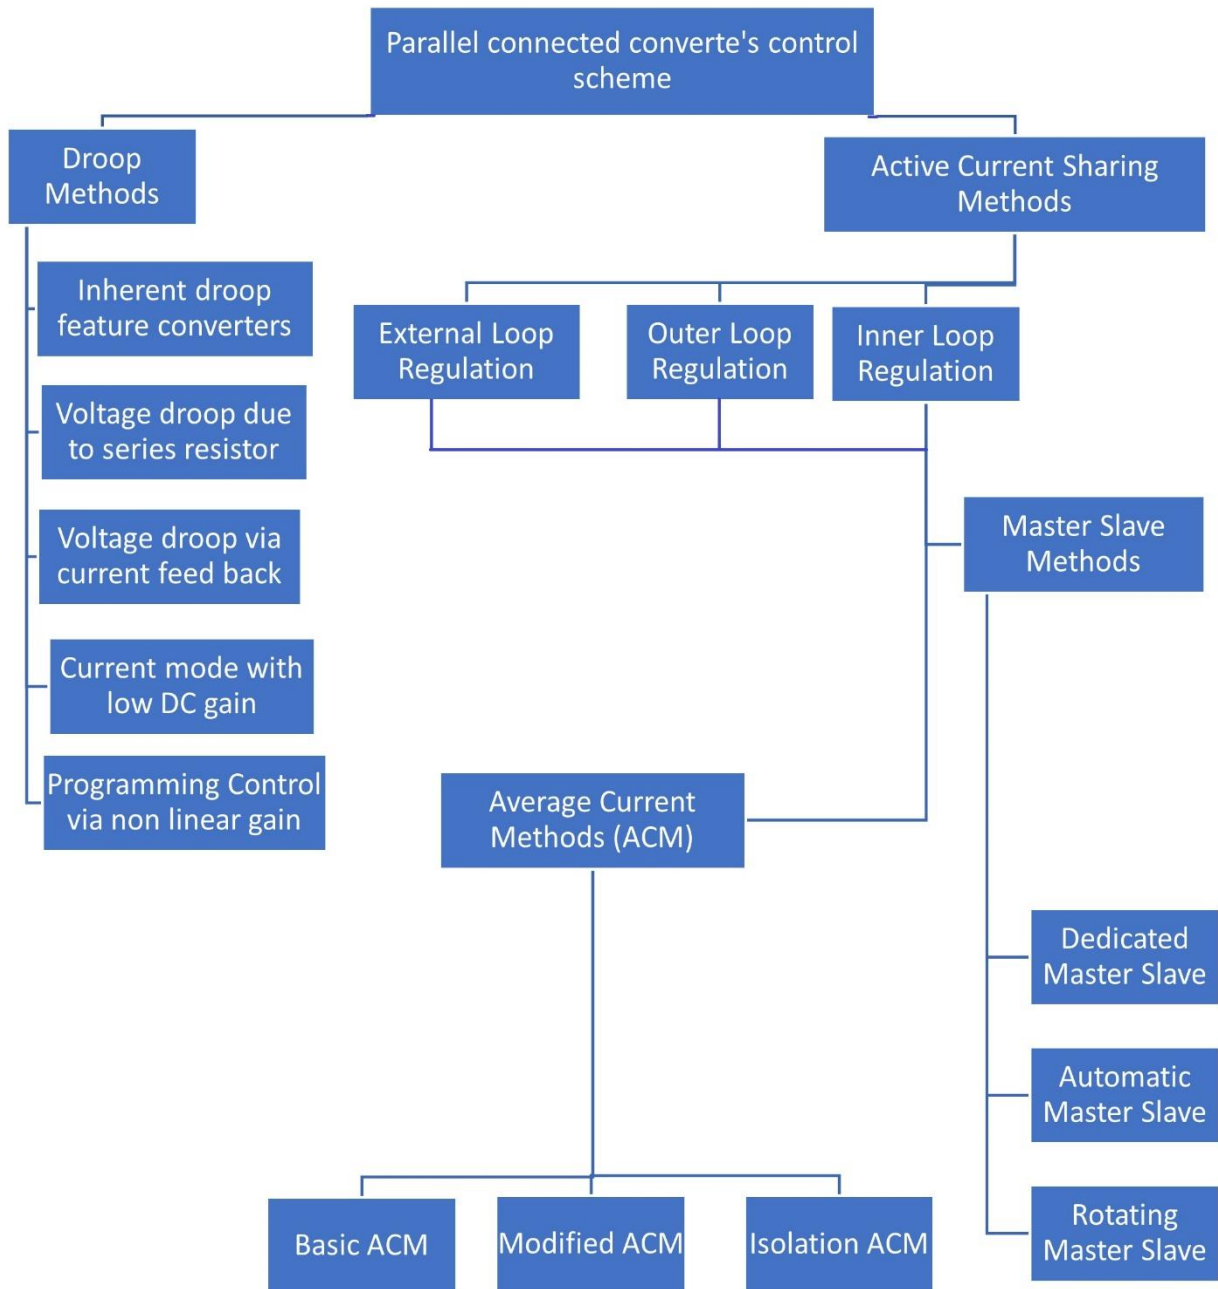 Parallel connected converte's control
scheme
Droop
Methods
Active Current Sharing
Methods
Inherent droop
feature converters
External Loop
Regulation
Outer Loop
Regulation
Inner Loop
Regulation
Voltage droop due
to series resistor
Voltage droop via
current feed back
Master Slave
Methods
Current mode with
low DC gain
Programming Control
via non linear gain
Average Current
Methods (ACM)
Dedicated
Master Slave
Automatic
Master Slave
Rotating
Master Slave
Basic ACM
Modified ACM
Isolation ACM